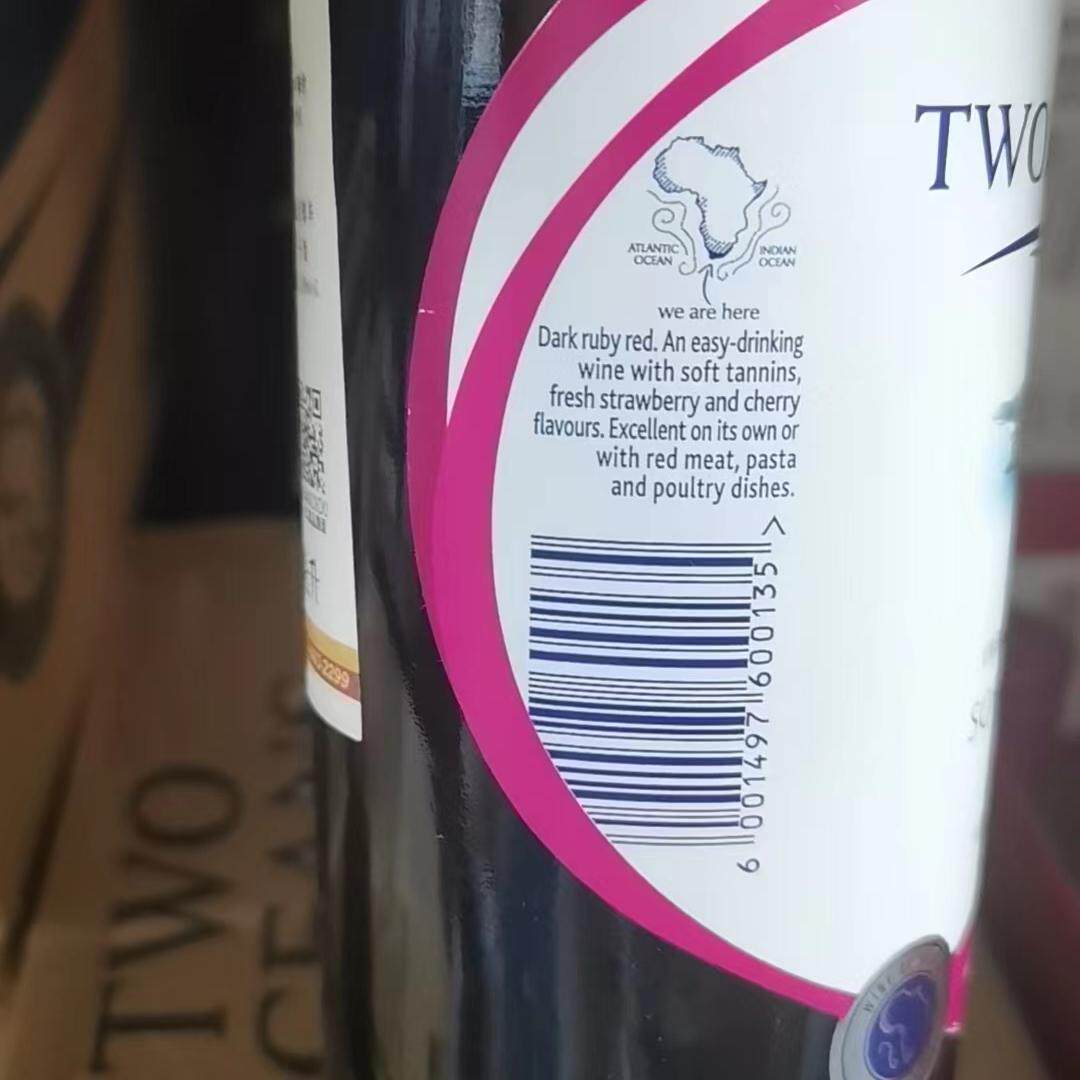 TWO
ATLANTIC
OCEAN
INDIAN
OCEAN
we are here
Dark ruby red. An easy-drinking
wine with soft tannins,
fresh strawberry and cherry
flavours. Excellent on its own or
with red meat, pasta
and poultry dishes.
6 001497 600135 >
2299
WINE
TWO